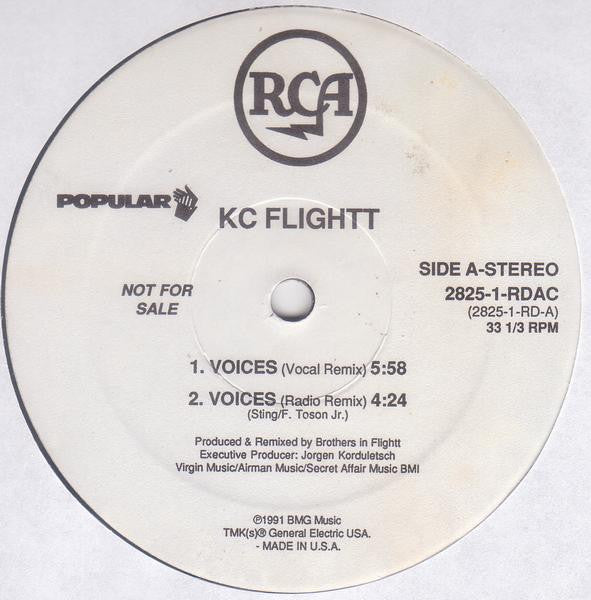 RCA
POPULAR
KC FLIGHTT
NOT FOR
SALE
SIDE A-STEREO
2825-1-RDAC
(2825-1-RD-A)
33 1/3 RPM
1. VOICES (Vocal Remix) 5:58
2. VOICES (Radio Remix) 4:24
(Sting/F. Toson Jr.)
Produced & Remixed by Brothers in Flightt
Executive Producer: Jorgen Korduletsch
Virgin Music/Airman Music/Secret Affair Music BMI
℗1991 BMG Music
TMK(s)® General Electric USA.
- MADE IN U.S.A.